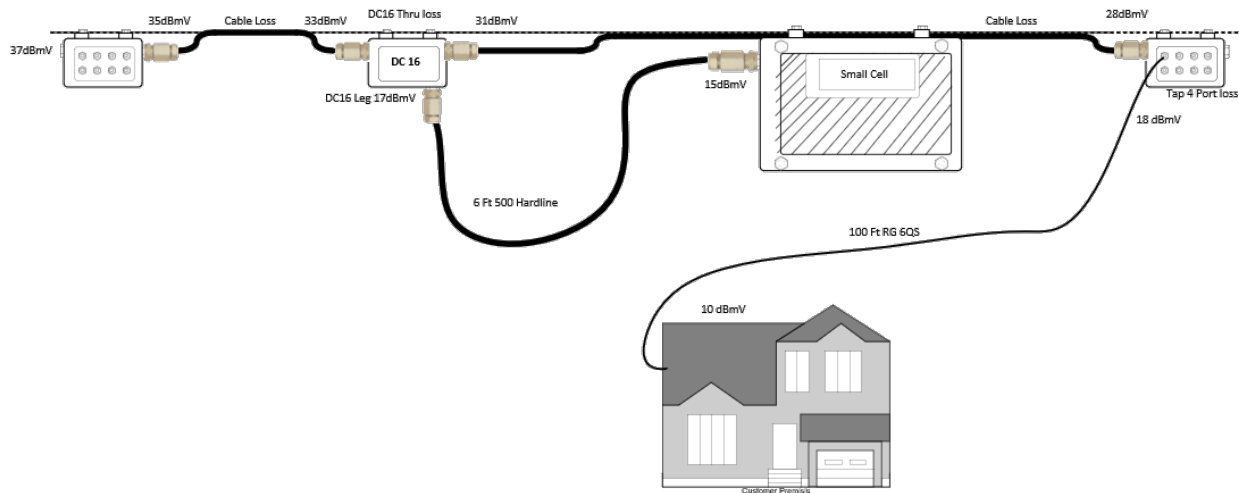 35dBmV
Cable Loss
33dBmV
DC16 Thru loss
31dBmV
Cable Loss
28dBmV
37dBmV
DC 16
Small Cell
DC16 Leg 17dBmV
15dBmV
Tap 4 Port loss
18 dBmV
6 Ft 500 Hardline
100 Ft RG 6QS
10 dBmV
Customer Premisis